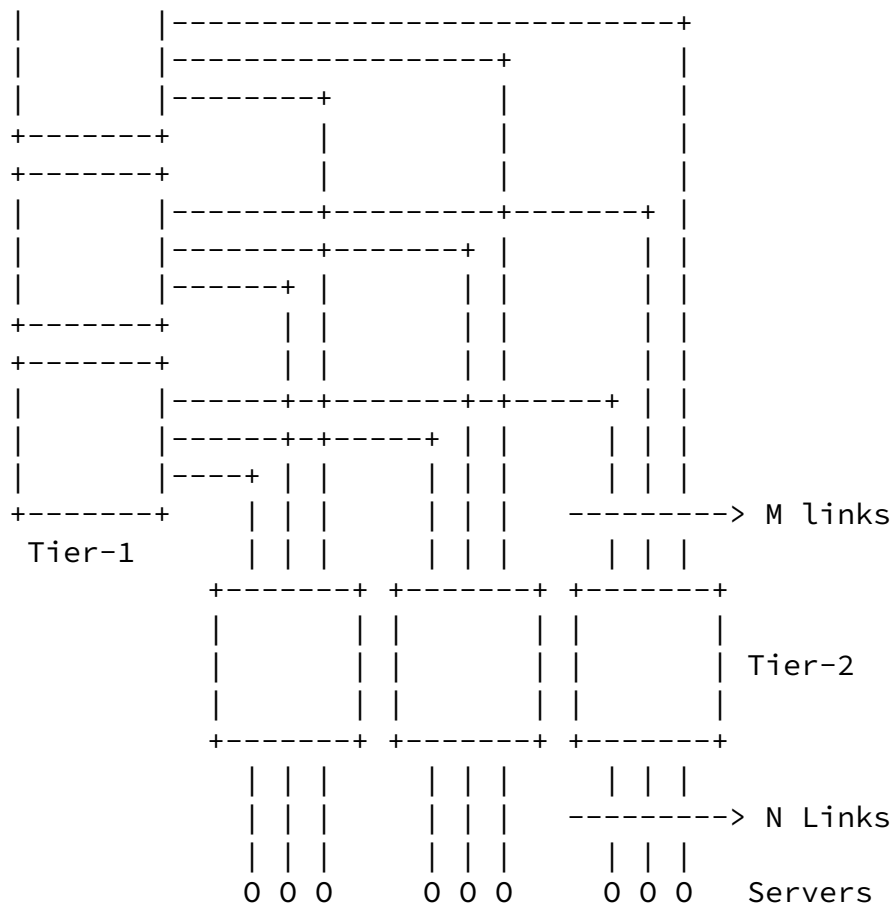 M links
Tier-1
Tier-2
N Links
O O O O O O O O O Servers